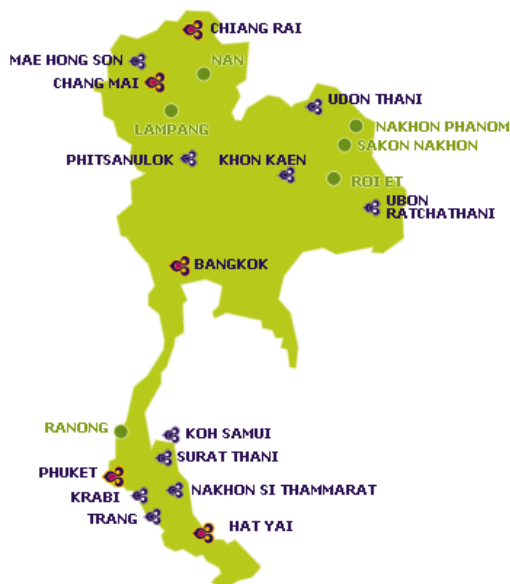 CHIANG RAI
MAE HONG SON
NAN
CHANG MAI
UDON THANI
LAMPANG
NAKHON PHANOM
SAKON NAKHON
PHITSANULOK
KHON KAEN
ROI ET
UBON
RATCHATHANI
BANGKOK
RANONG
KOH SAMUI
SURAT THANI
PHUKET
NAKHON SI THAMMARAT
KRABI
TRANG
HAT YAI